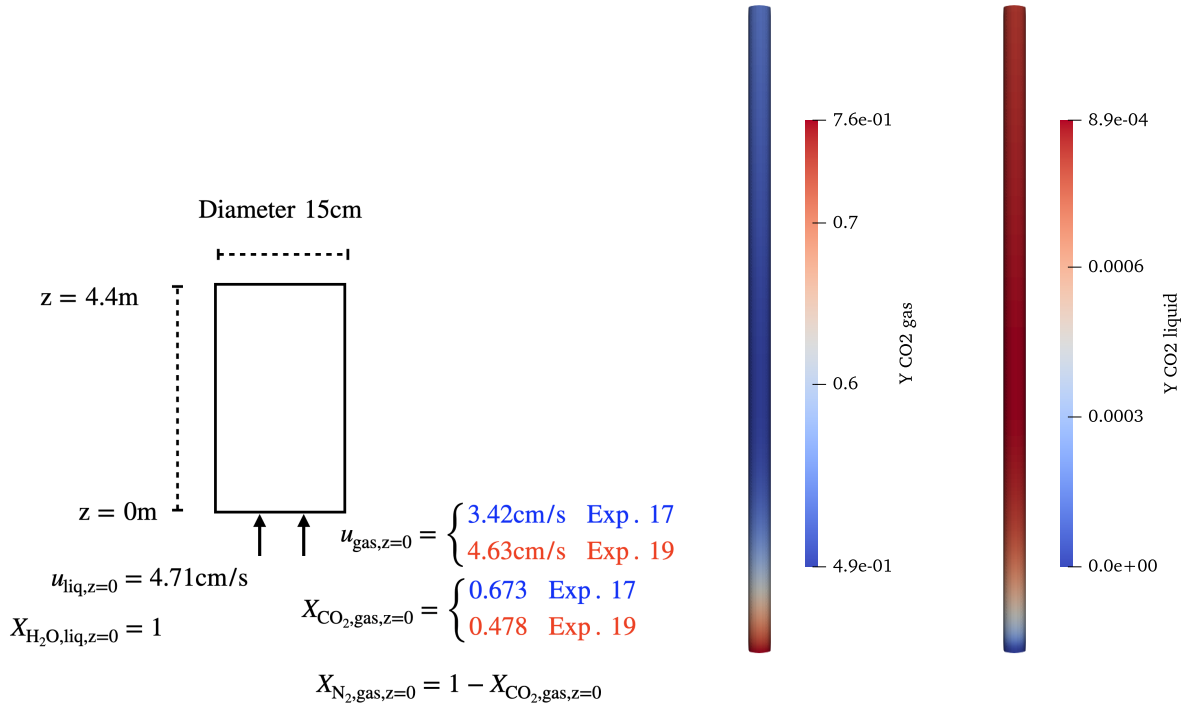 Diameter 15cm
z = 4.4m
z = 0m
u_liq,z=0 = 4.71cm/s
X_H₂O,liq,z=0 = 1
u_gas,z=0 = { 3.42cm/s Exp. 17
4.63cm/s Exp. 19
X_CO₂,gas,z=0 = { 0.673 Exp. 17
0.478 Exp. 19
X_N₂,gas,z=0 = 1 − X_CO₂,gas,z=0
7.6e-01
0.7
0.6
4.9e-01
Y CO2 gas
8.9e-04
0.0006
0.0003
0.0e+00
Y CO2 liquid